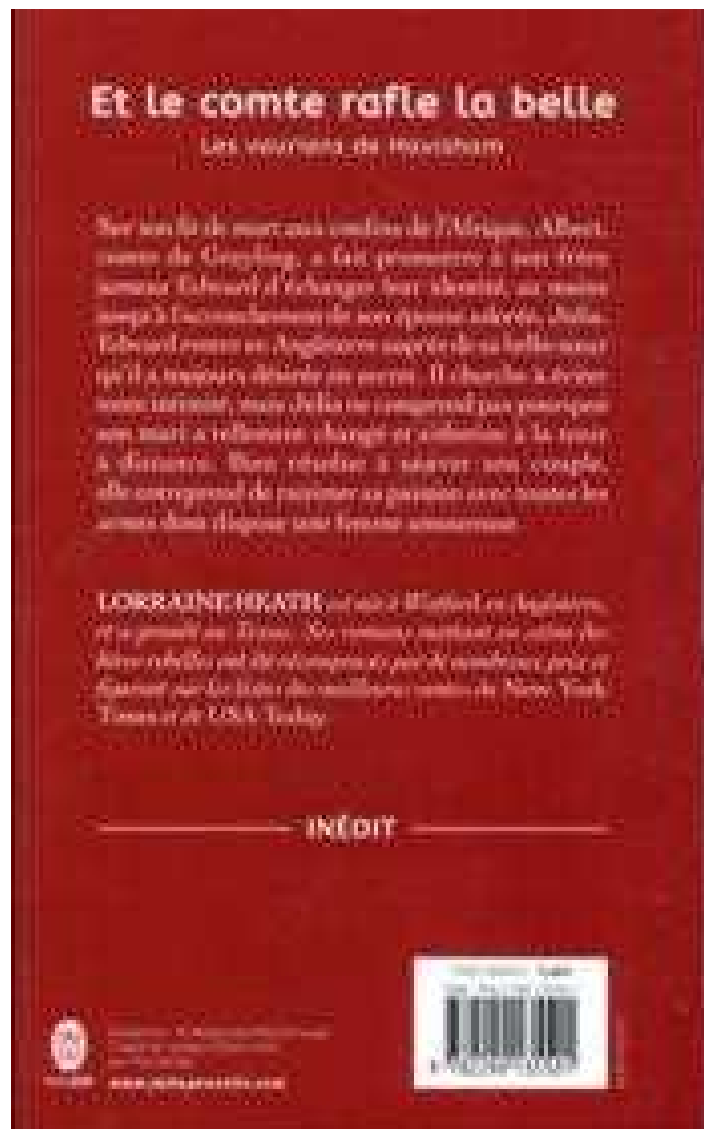 Et le comte rafle la belle
Les vauriens de Havisham
Sur son lit de mort aux confins de l'Afrique, Albert,
comte de Greyling, a fait promettre à son frère
jumeau Edward d'échanger leur identité, au moins
jusqu'à l'accouchement de son épouse adorée, Julia.
Edward rentre en Angleterre auprès de sa belle-sœur
qu'il a toujours désirée en secret. Il cherche à éviter
toute intimité, mais Julia ne comprend pas pourquoi
son mari a tellement changé et s'obstine à la tenir
à distance. Bien résolue à sauver son couple,
elle entreprend de ranimer sa passion avec toutes les
armes dont dispose une femme amoureuse.
LORRAINE HEATH est née à Watford en Angleterre,
et a grandi au Texas. Ses romans mettant en scène des
héros rebelles ont été récompensés par de nombreux prix et
figurent sur les listes des meilleures ventes du New York
Times et de USA Today.
INÉDIT